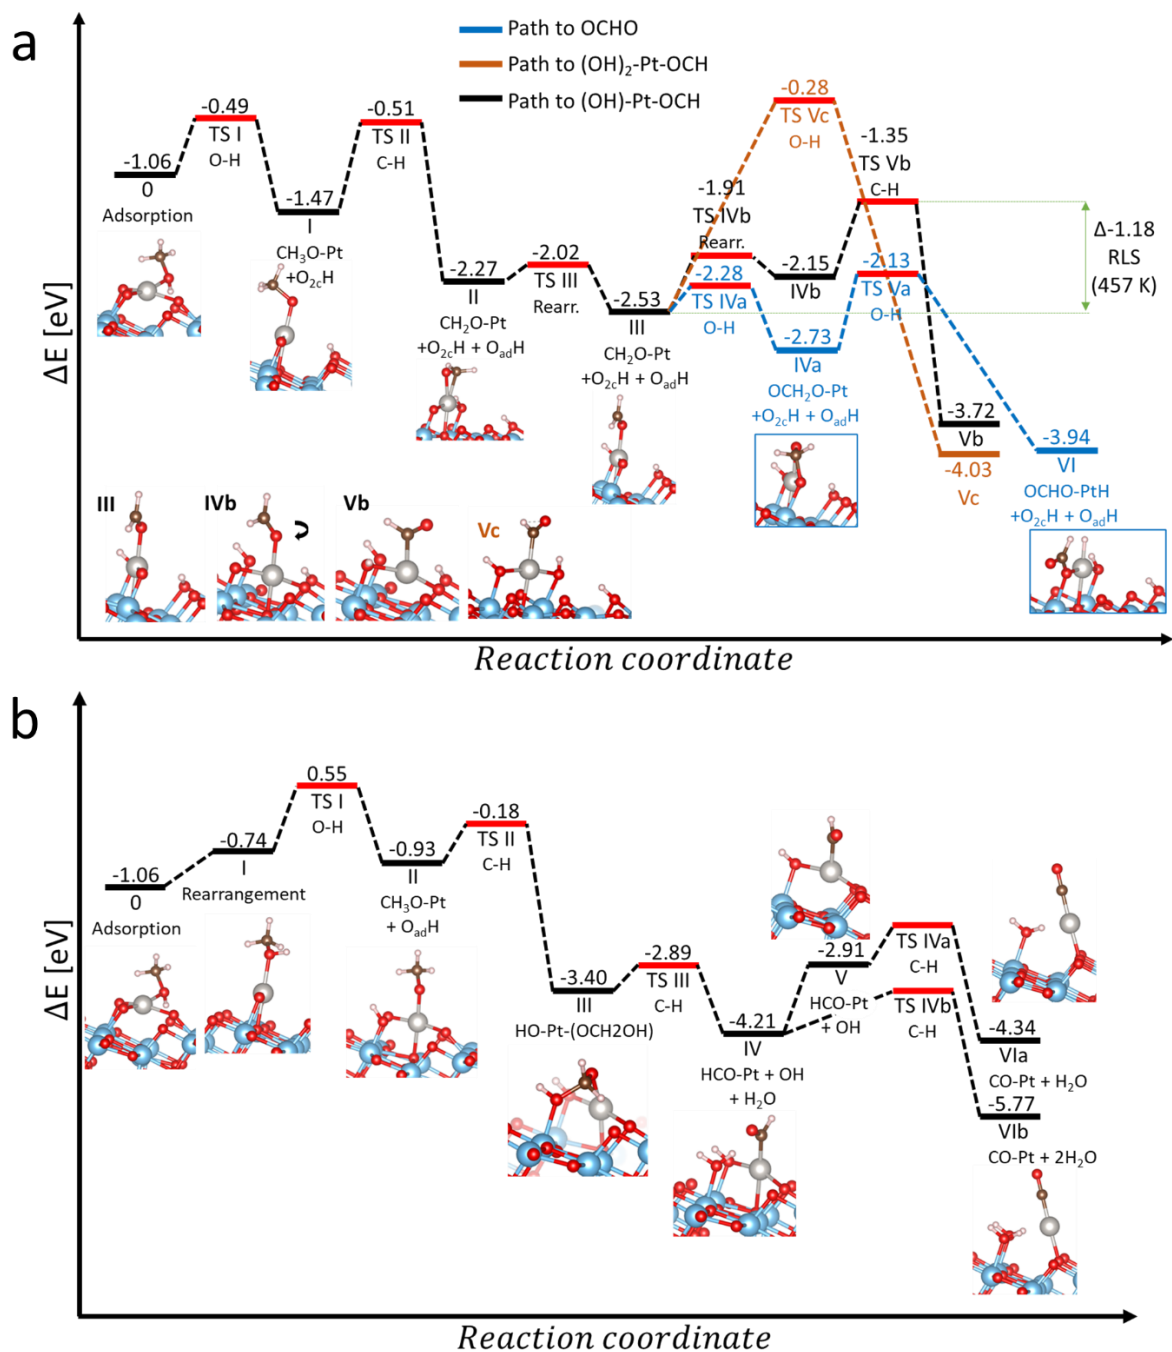 a
Path to OCHO
Path to (OH)2-Pt-OCH
Path to (OH)-Pt-OCH
ΔE [eV]
-1.06
0
Adsorption
-0.49
TS I
O-H
-1.47
I
CH3O-Pt
+O2cH
-0.51
TS II
C-H
-2.27
II
CH2O-Pt
+O2cH + OadH
-2.02
TS III
Rearr.
-2.53
III
CH2O-Pt
+O2cH + OadH
-1.91
TS IVb
Rearr.
-2.28
TS IVa
O-H
-0.28
TS Vc
O-H
-2.15
IVb
-2.73
IVa
OCH2O-Pt
+O2cH + OadH
-1.35
TS Vb
C-H
-2.13
TS Va
O-H
Δ-1.18
RLS
(457 K)
-3.72
Vb
-4.03
Vc
-3.94
VI
OCHO-PtH
+O2cH + OadH
III
IVb
Vb
Vc
Reaction coordinate
b
ΔE [eV]
-1.06
0
Adsorption
-0.74
I
Rearrangement
0.55
TS I
O-H
-0.93
II
CH3O-Pt
+ OadH
-0.18
TS II
C-H
-3.40
III
HO-Pt-(OCH2OH)
-2.89
TS III
C-H
-4.21
IV
HCO-Pt + OH
+ H2O
-2.91
V
HCO-Pt
+ OH
TS IVa
C-H
TS IVb
C-H
-4.34
VIa
CO-Pt + H2O
-5.77
VIb
CO-Pt + 2H2O
Reaction coordinate